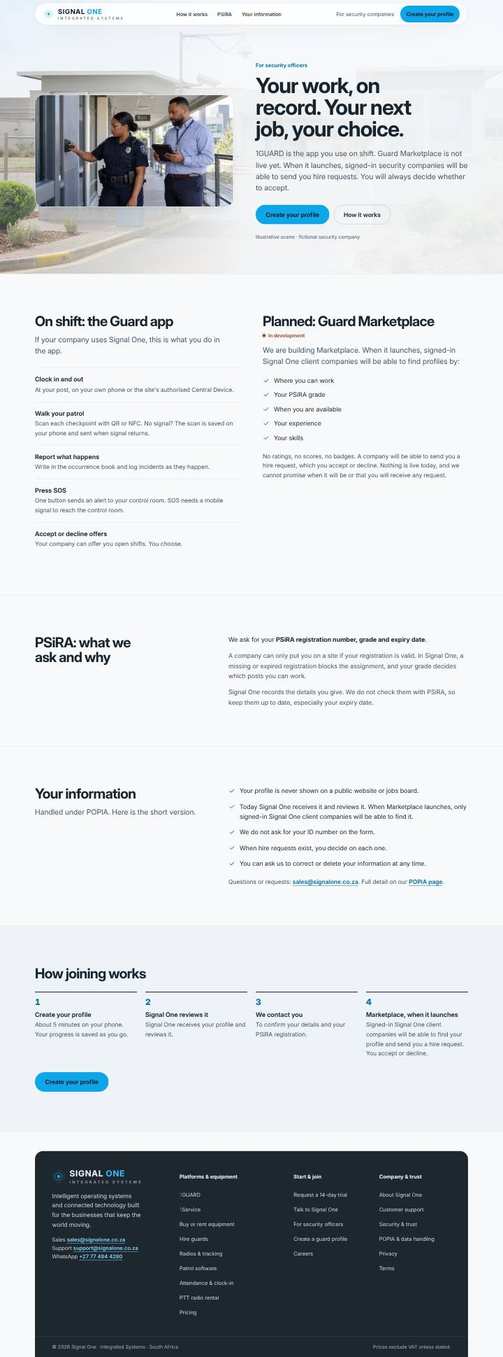 SIGNAL ONE
INTEGRATED SYSTEMS
How it works
PSiRA
Your information
For security companies
Create your profile
For security officers
Your work, on
record. Your next
job, your choice.
1GUARD is the app you use on shift. Guard Marketplace is not
live yet. When it launches, signed-in security companies will be
able to send you hire requests. You will always decide whether
to accept.
Create your profile
How it works
Illustrative scene · fictional security company
On shift: the Guard app
If your company uses Signal One, this is what you do in
the app.
Clock in and out
At your post, on your own phone or the site's authorised Central Device.
Walk your patrol
Scan each checkpoint with QR or NFC. No signal? The scan is saved on
your phone and sent when signal returns.
Report what happens
Write in the occurrence book and log incidents as they happen.
Press SOS
One button sends an alert to your control room. SOS needs a mobile
signal to reach the control room.
Accept or decline offers
Your company can offer you open shifts. You choose.
Planned: Guard Marketplace
In development
We are building Marketplace. When it launches, signed-in
Signal One client companies will be able to find profiles by:
Where you can work
Your PSiRA grade
When you are available
Your experience
Your skills
No ratings, no scores, no badges. A company will be able to send you a
hire request, which you accept or decline. Nothing is live today, and we
cannot promise when it will be or that you will receive any request.
PSiRA: what we
ask and why
We ask for your PSiRA registration number, grade and expiry date.
A company can only put you on a site if your registration is valid. In Signal One, a
missing or expired registration blocks the assignment, and your grade decides
which posts you can work.
Signal One records the details you give. We do not check them with PSiRA, so
keep them up to date, especially your expiry date.
Your information
Handled under POPIA. Here is the short version.
Your profile is never shown on a public website or jobs board.
Today Signal One receives it and reviews it. When Marketplace launches, only
signed-in Signal One client companies will be able to find it.
We do not ask for your ID number on the form.
When hire requests exist, you decide on each one.
You can ask us to correct or delete your information at any time.
Questions or requests: sales@signalone.co.za. Full detail on our POPIA page.
How joining works
1
Create your profile
About 5 minutes on your phone.
Your progress is saved as you go.
2
Signal One reviews it
Signal One receives your profile and
reviews it.
3
We contact you
To confirm your details and your
PSiRA registration.
4
Marketplace, when it launches
Signed-in Signal One client
companies will be able to find your
profile and send you a hire request.
You accept or decline.
Create your profile
SIGNAL ONE
INTEGRATED SYSTEMS
Intelligent operating systems
and connected technology built
for the businesses that keep the
world moving.
Sales sales@signalone.co.za
Support support@signalone.co.za
WhatsApp +27 77 494 4290
Platforms & equipment
1GUARD
1Service
Buy or rent equipment
Hire guards
Radios & tracking
Patrol software
Attendance & clock-in
PTT radio rental
Pricing
Start & join
Request a 14-day trial
Talk to Signal One
For security officers
Create a guard profile
Careers
Company & trust
About Signal One
Customer support
Security & trust
POPIA & data handling
Privacy
Terms
© 2026 Signal One · Integrated Systems · South Africa
Prices exclude VAT unless stated.